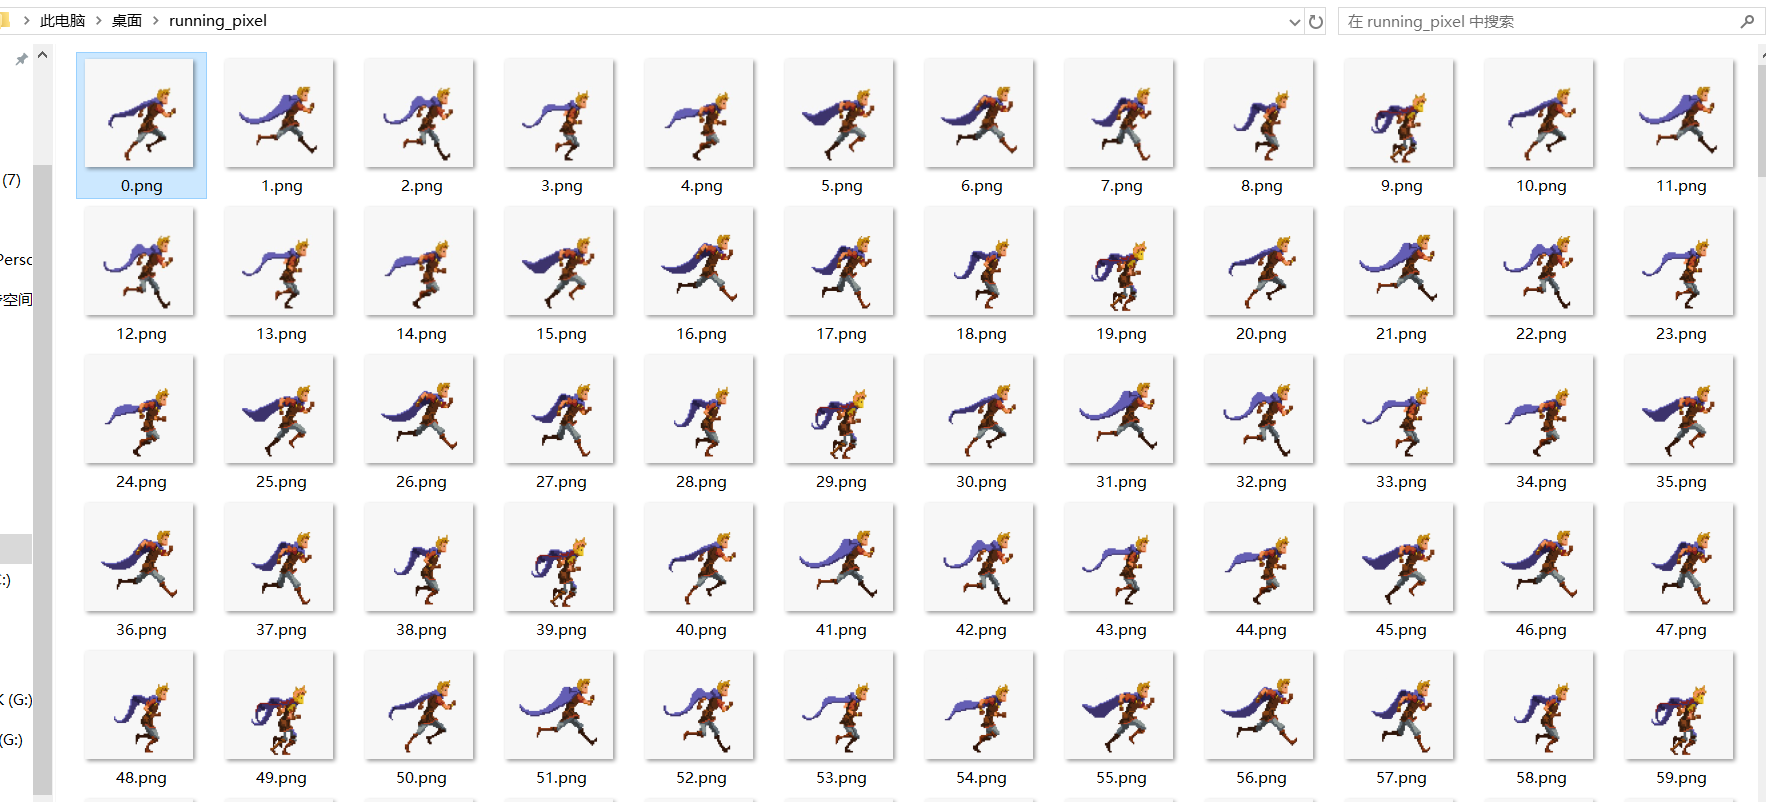 此电脑 > 桌面 > running_pixel
在 running_pixel 中搜索
0.png 1.png 2.png 3.png 4.png 5.png 6.png 7.png 8.png 9.png 10.png 11.png
(7)
12.png 13.png 14.png 15.png 16.png 17.png 18.png 19.png 20.png 21.png 22.png 23.png
Perso
空间
24.png 25.png 26.png 27.png 28.png 29.png 30.png 31.png 32.png 33.png 34.png 35.png
:)
36.png 37.png 38.png 39.png 40.png 41.png 42.png 43.png 44.png 45.png 46.png 47.png
K (G:)
(G:)
48.png 49.png 50.png 51.png 52.png 53.png 54.png 55.png 56.png 57.png 58.png 59.png